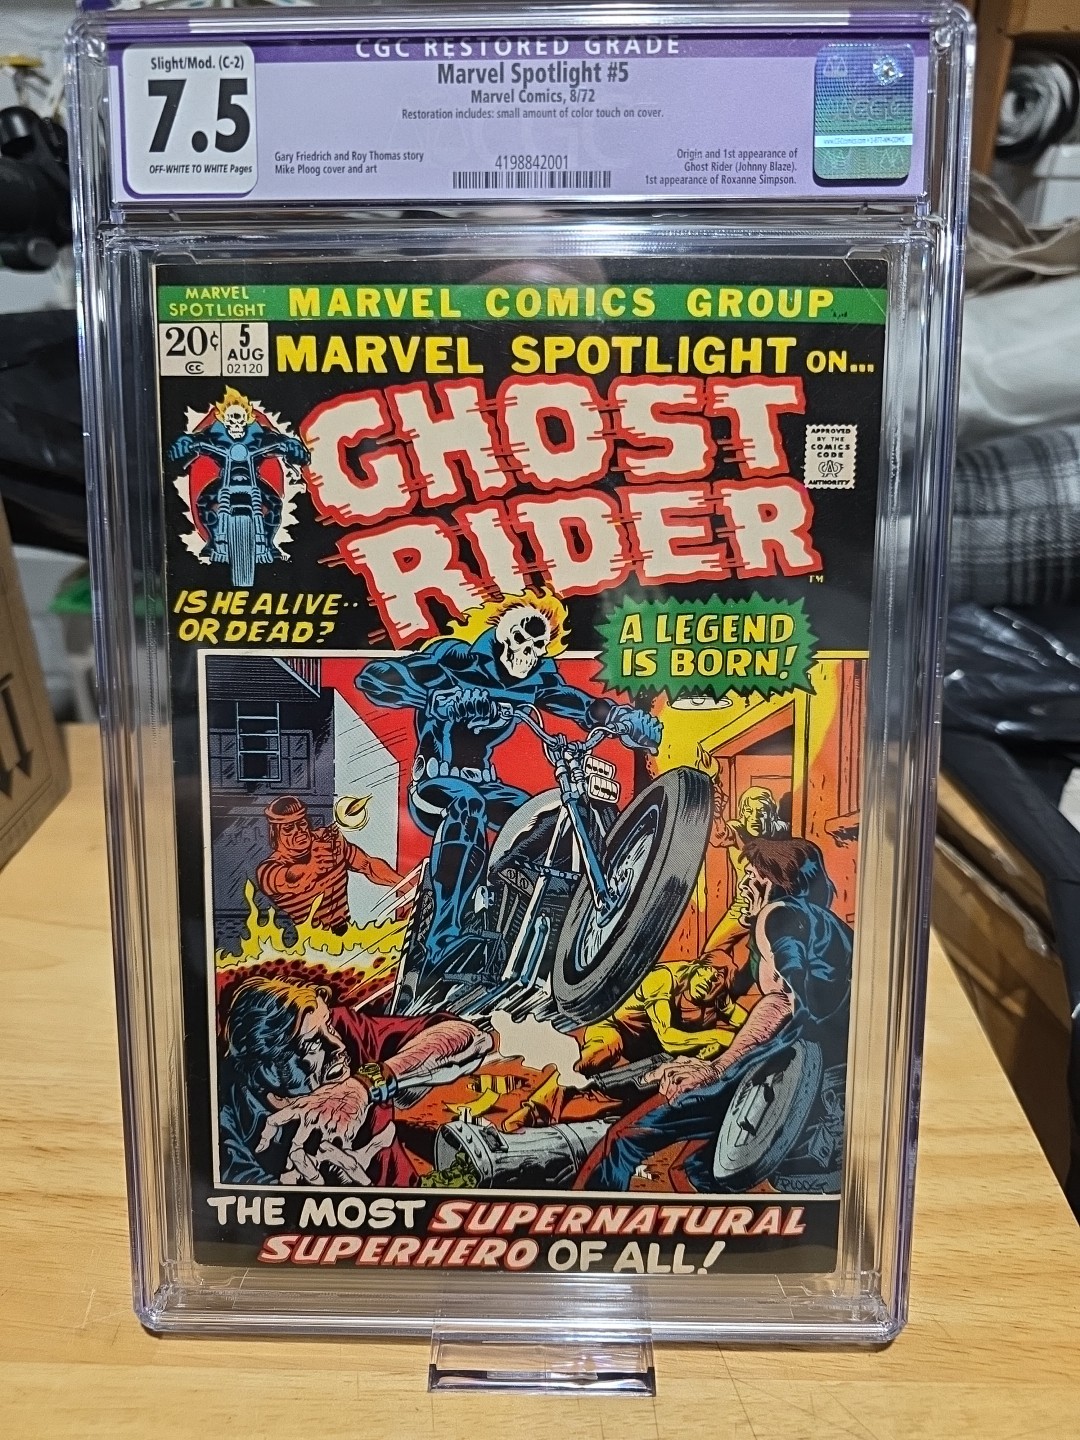 CGC RESTORED GRADE
Slight/Mod. (C-2)
7.5
OFF-WHITE TO WHITE Pages
Marvel Spotlight #5
Marvel Comics, 8/72
Restoration includes: small amount of color touch on cover.
Gary Friedrich and Roy Thomas story
Mike Ploog cover and art
4198842001
Origin and 1st appearance of
Ghost Rider (Johnny Blaze).
1st appearance of Roxanne Simpson.
CGC
MARVEL
SPOTLIGHT
MARVEL COMICS GROUP
20¢
CC
5
AUG
02120
MARVEL SPOTLIGHT ON...
GHOST
RIDER
TM
APPROVED
BY THE
COMICS
CODE
AUTHORITY
IS HE ALIVE..
OR DEAD?
A LEGEND
IS BORN!
PLOOG
THE MOST SUPERNATURAL
SUPERHERO OF ALL!